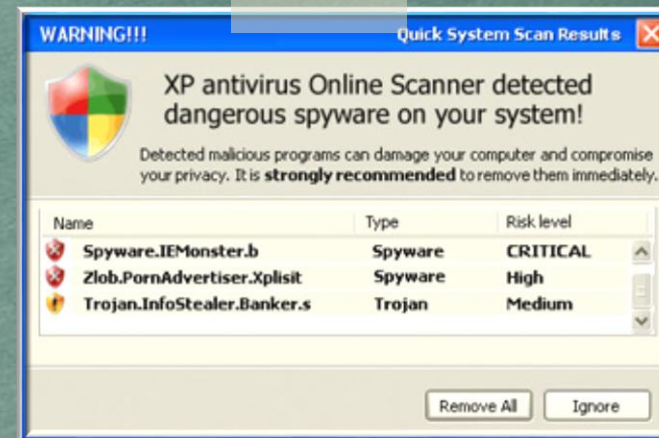 WARNING!!!
Quick System Scan Results
XP antivirus Online Scanner detected
dangerous spyware on your system!
Detected malicious programs can damage your computer and compromise
your privacy. It is strongly recommended to remove them immediately.
Name Type Risk level
Spyware.IEMonster.b Spyware CRITICAL
Zlob.PornAdvertiser.Xplisit Spyware High
Trojan.InfoStealer.Banker.s Trojan Medium
Remove All Ignore